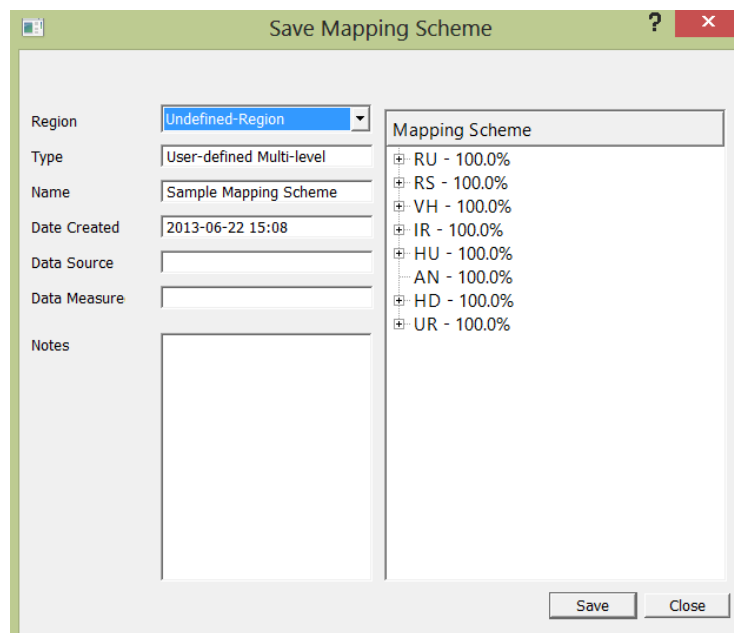 Save Mapping Scheme
?
Region
Undefined-Region
Type
User-defined Multi-level
Name
Sample Mapping Scheme
Date Created
2013-06-22 15:08
Data Source
Data Measure
Notes
Mapping Scheme
RU - 100.0%
RS - 100.0%
VH - 100.0%
IR - 100.0%
HU - 100.0%
AN - 100.0%
HD - 100.0%
UR - 100.0%
Save
Close